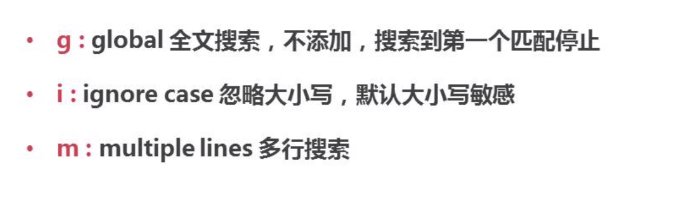 • g : global 全文搜索，不添加，搜索到第一个匹配停止
• i : ignore case 忽略大小写，默认大小写敏感
• m : multiple lines 多行搜索